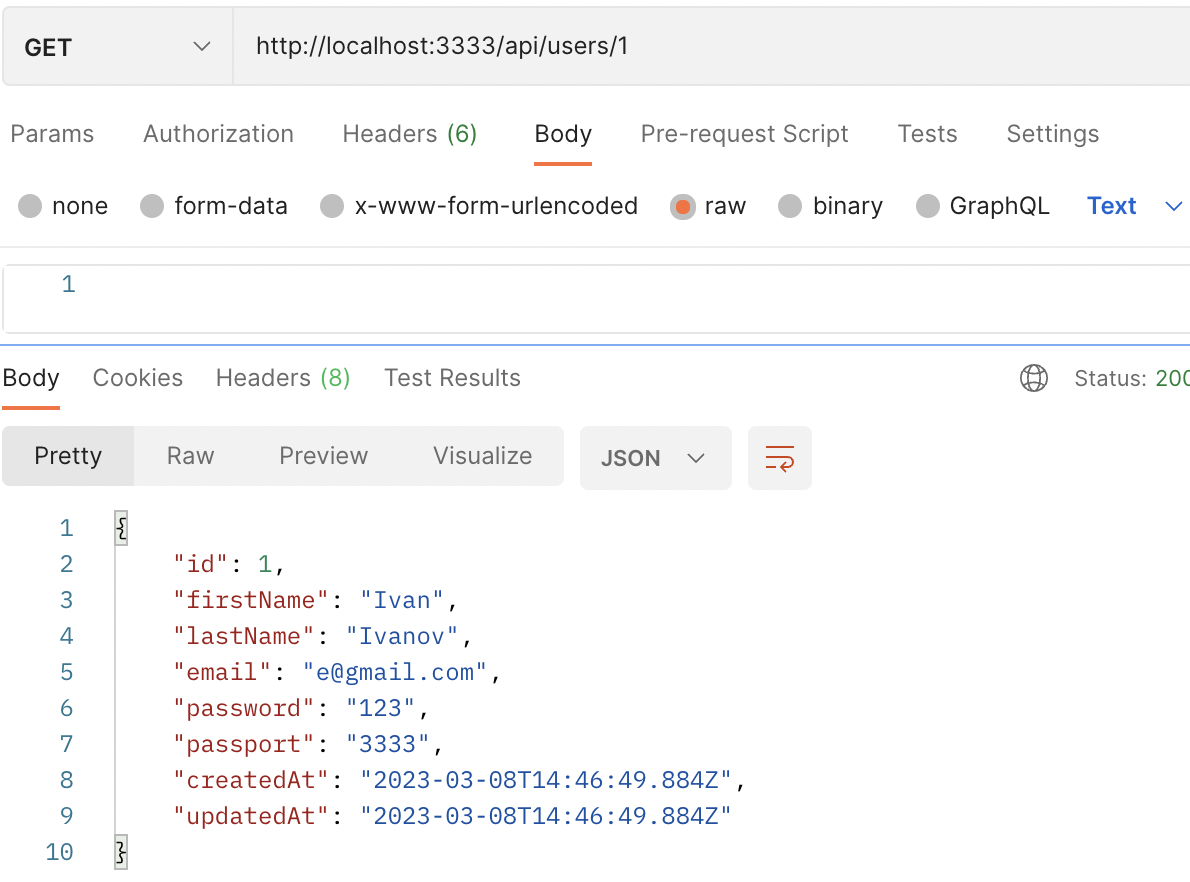 GET http://localhost:3333/api/users/1
Params Authorization Headers (6) Body Pre-request Script Tests Settings
none form-data x-www-form-urlencoded raw binary GraphQL Text
1
Body Cookies Headers (8) Test Results Status: 200
Pretty Raw Preview Visualize JSON
1 {
2 "id": 1,
3 "firstName": "Ivan",
4 "lastName": "Ivanov",
5 "email": "e@gmail.com",
6 "password": "123",
7 "passport": "3333",
8 "createdAt": "2023-03-08T14:46:49.884Z",
9 "updatedAt": "2023-03-08T14:46:49.884Z"
10 }